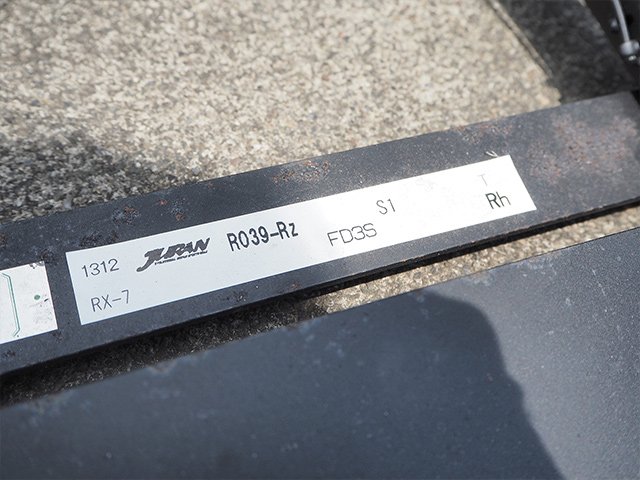 1312 JURAN R039-Rz S1 T
RX-7 FD3S Rh